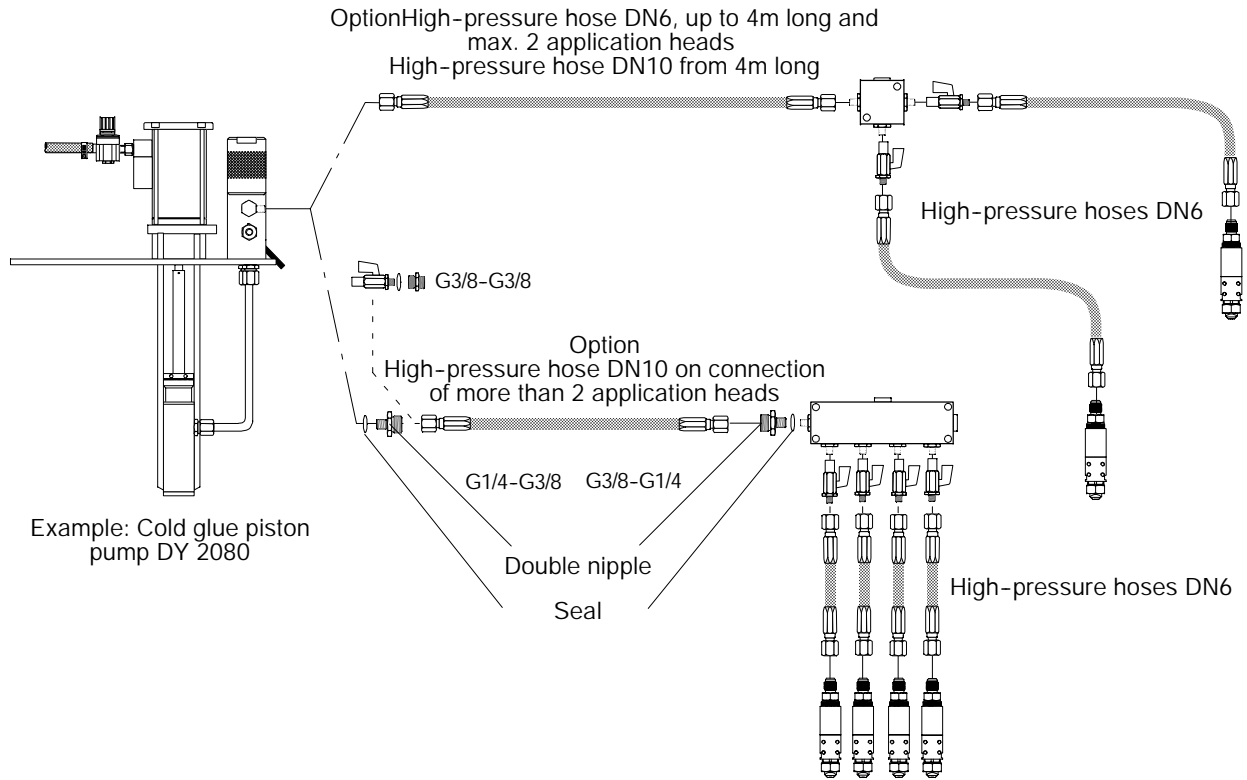 OptionHigh-pressure hose DN6, up to 4m long and
max. 2 application heads
High-pressure hose DN10 from 4m long
High-pressure hoses DN6
G3/8-G3/8
Option
High-pressure hose DN10 on connection
of more than 2 application heads
G1/4-G3/8
G3/8-G1/4
Example: Cold glue piston
pump DY 2080
Double nipple
Seal
High-pressure hoses DN6